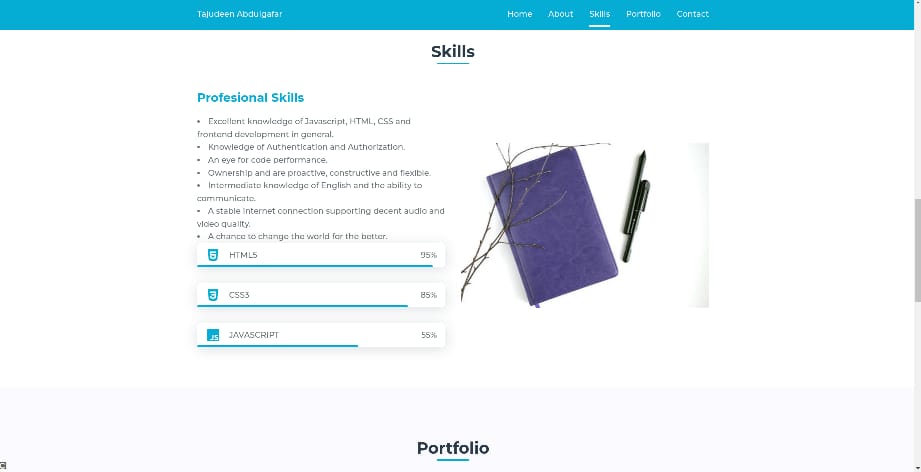 Tajudeen Abdulgafar
Home About Skills Portfolio Contact
Skills
Profesional Skills
• Excellent knowledge of Javascript, HTML, CSS and
frontend development in general.
• Knowledge of Authentication and Authorization.
• An eye for code performance.
• Ownership and are proactive, constructive and flexible.
• Intermediate knowledge of English and the ability to
communicate.
• A stable internet connection supporting decent audio and
video quality.
• A chance to change the world for the better.
HTML5 95%
CSS3 85%
JS JAVASCRIPT 55%
Portfolio